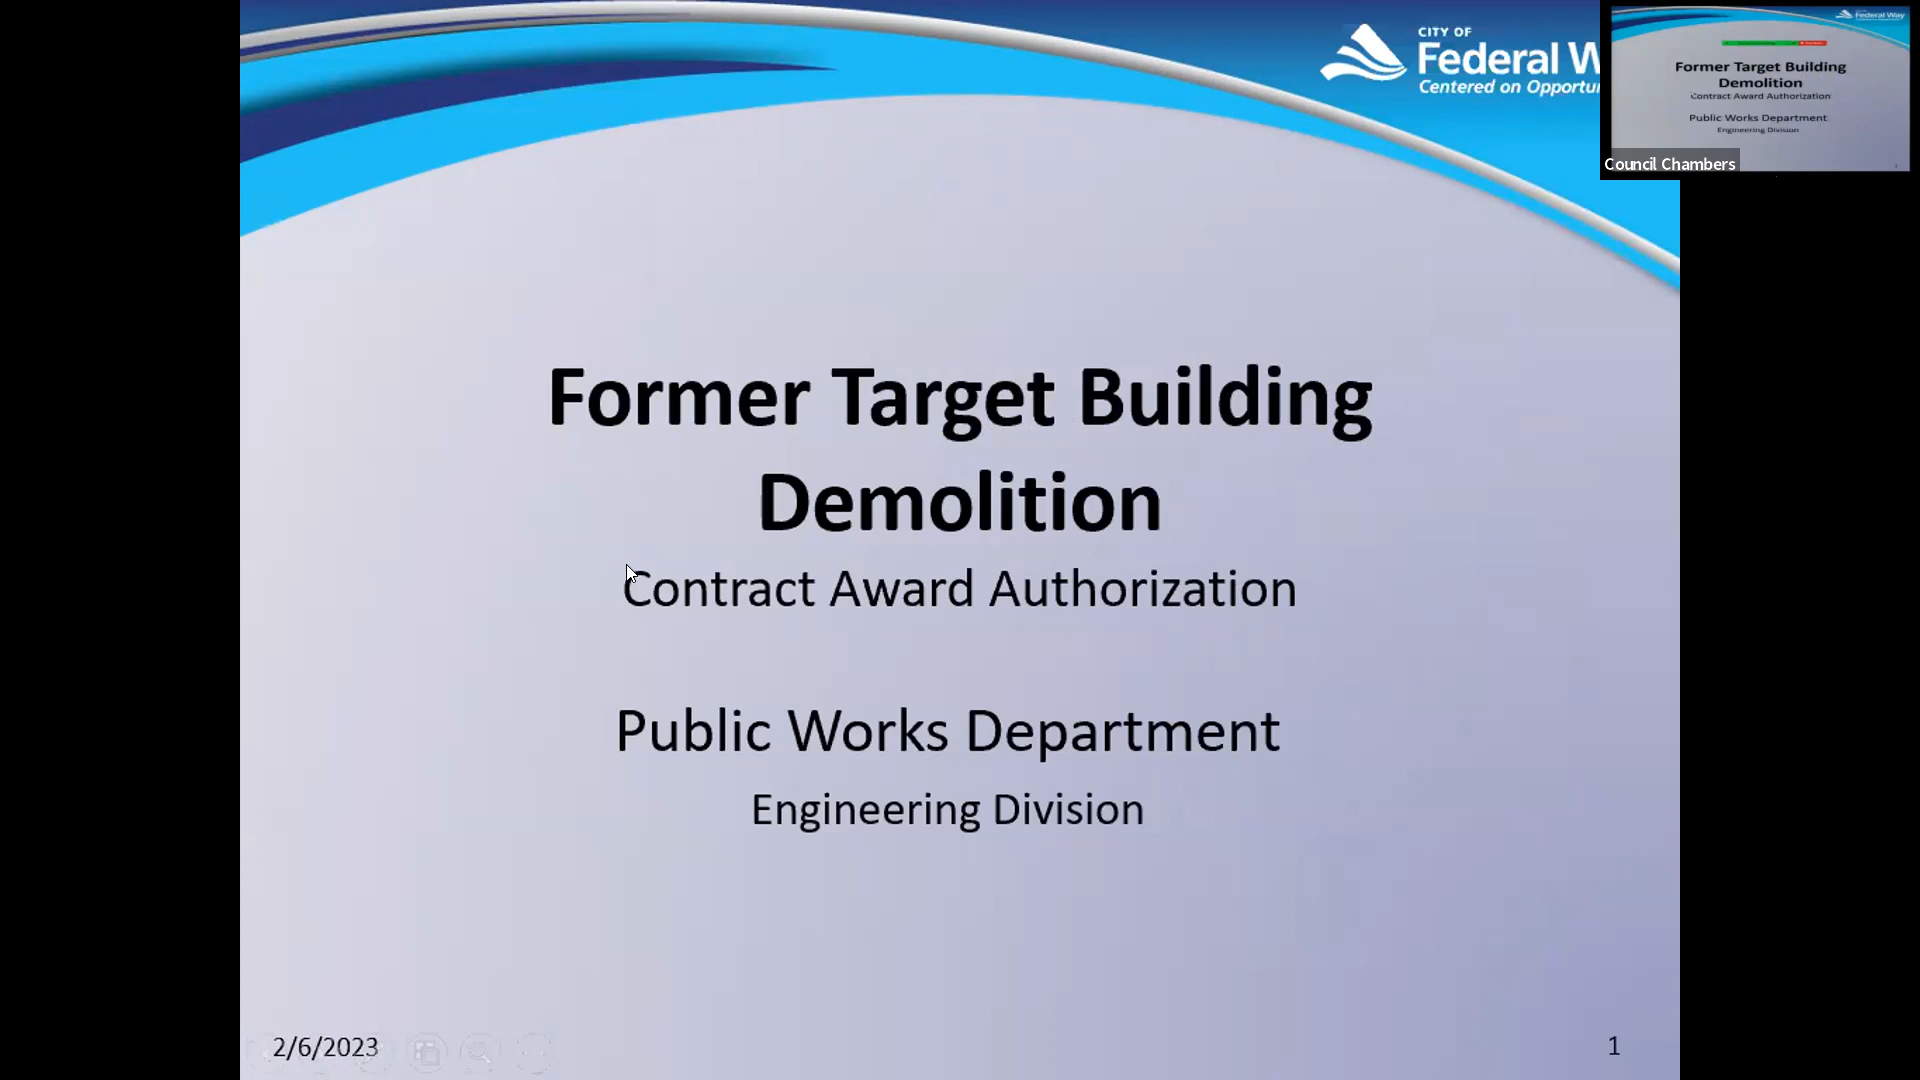 CITY OF
Federal W
Centered on Opportu
Former Target Building
Demolition
Contract Award Authorization
Public Works Department
Engineering Division
2/6/2023
1
Federal Way
Former Target Building
Demolition
Contract Award Authorization
Public Works Department
Engineering Division
Council Chambers